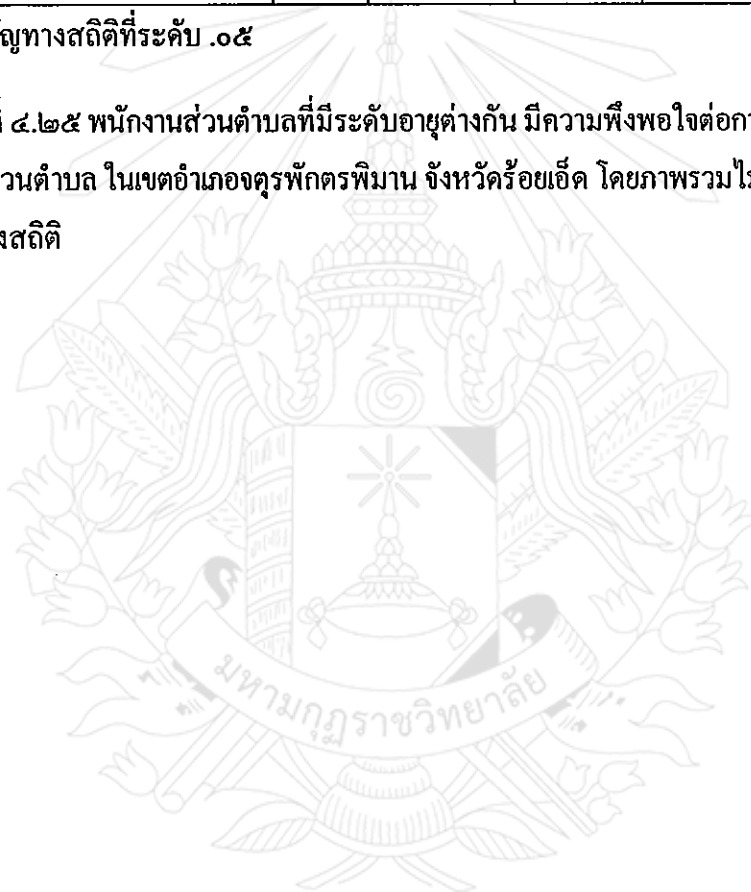 ัญทางสถิติที่ระดับ .๐๕
ที่ ๔.๒๕ พนักงานส่วนตำบลที่มีระดับอายุต่างกัน มีความพึงพอใจต่อกา
วนตำบล ในเขตอำเภอจตุรพักตรพิมาน จังหวัดร้อยเอ็ด โดยภาพรวมไม
งสถิติ
มหามกุฏราชวิทยาลัย